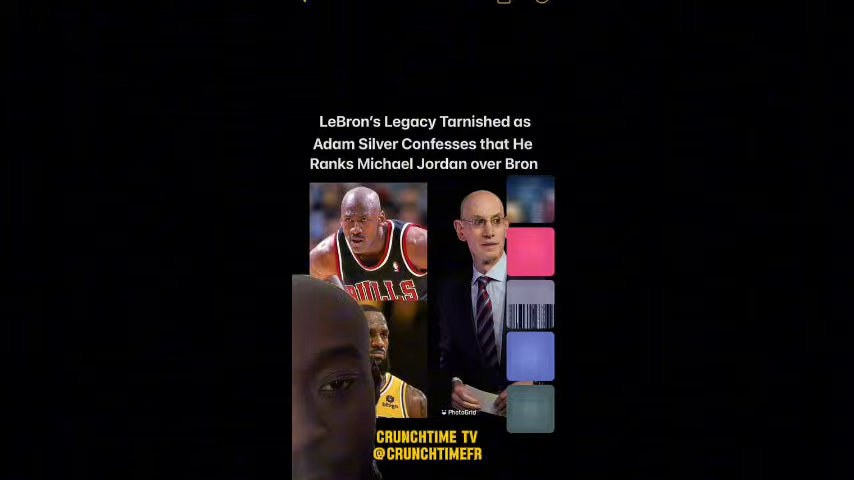 LeBron's Legacy Tarnished as
Adam Silver Confesses that He
Ranks Michael Jordan over Bron
BULLS
bibigo
PhotoGrid
CRUNCHTIME TV
@CRUNCHTIMEFR